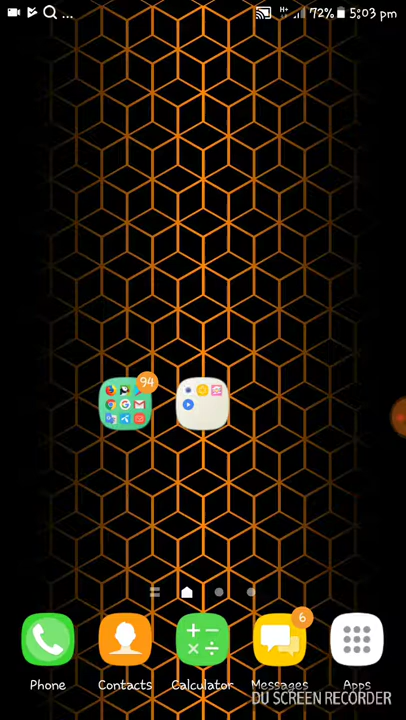 ... H+ 72% 5:03 pm
94
6
Phone Contacts Calculator Messages Apps
DU SCREEN RECORDER